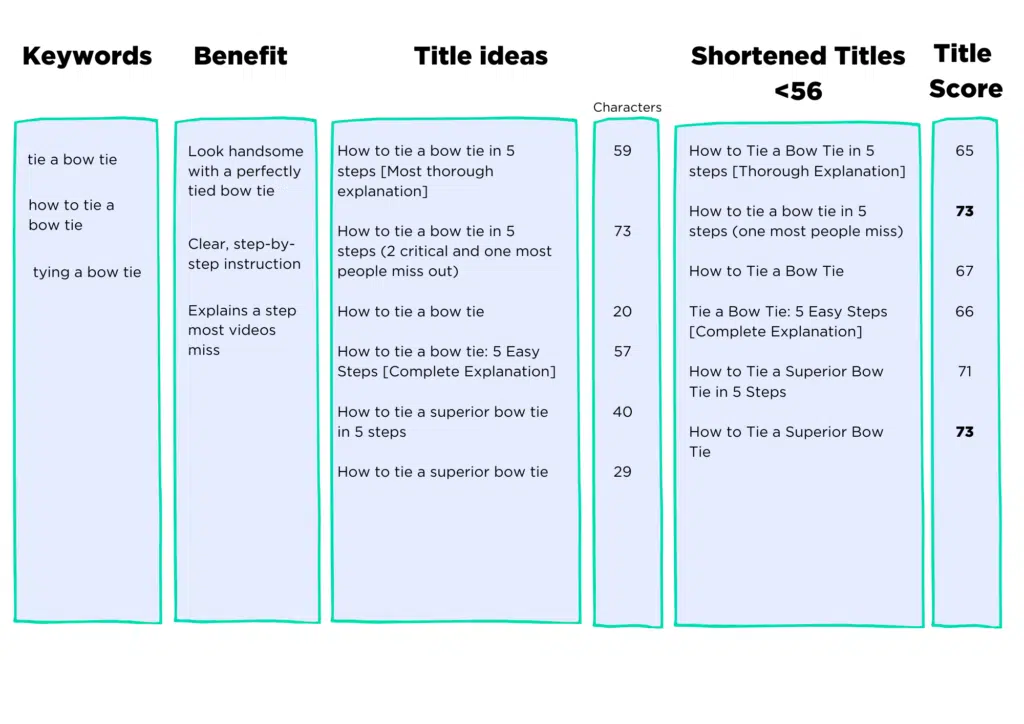 Keywords
Benefit
Title ideas
Characters
Shortened Titles
<56
Title
Score
tie a bow tie
how to tie a
bow tie
tying a bow tie
Look handsome
with a perfectly
tied bow tie
Clear, step-by-
step instruction
Explains a step
most videos
miss
How to tie a bow tie in 5
steps [Most thorough
explanation]
How to tie a bow tie in 5
steps (2 critical and one most
people miss out)
How to tie a bow tie
How to tie a bow tie: 5 Easy
Steps [Complete Explanation]
How to tie a superior bow tie
in 5 steps
How to tie a superior bow tie
59
73
20
57
40
29
How to Tie a Bow Tie in 5
steps [Thorough Explanation]
How to tie a bow tie in 5
steps (one most people miss)
How to Tie a Bow Tie
Tie a Bow Tie: 5 Easy Steps
[Complete Explanation]
How to Tie a Superior Bow
Tie in 5 Steps
How to Tie a Superior Bow
Tie
65
73
67
66
71
73